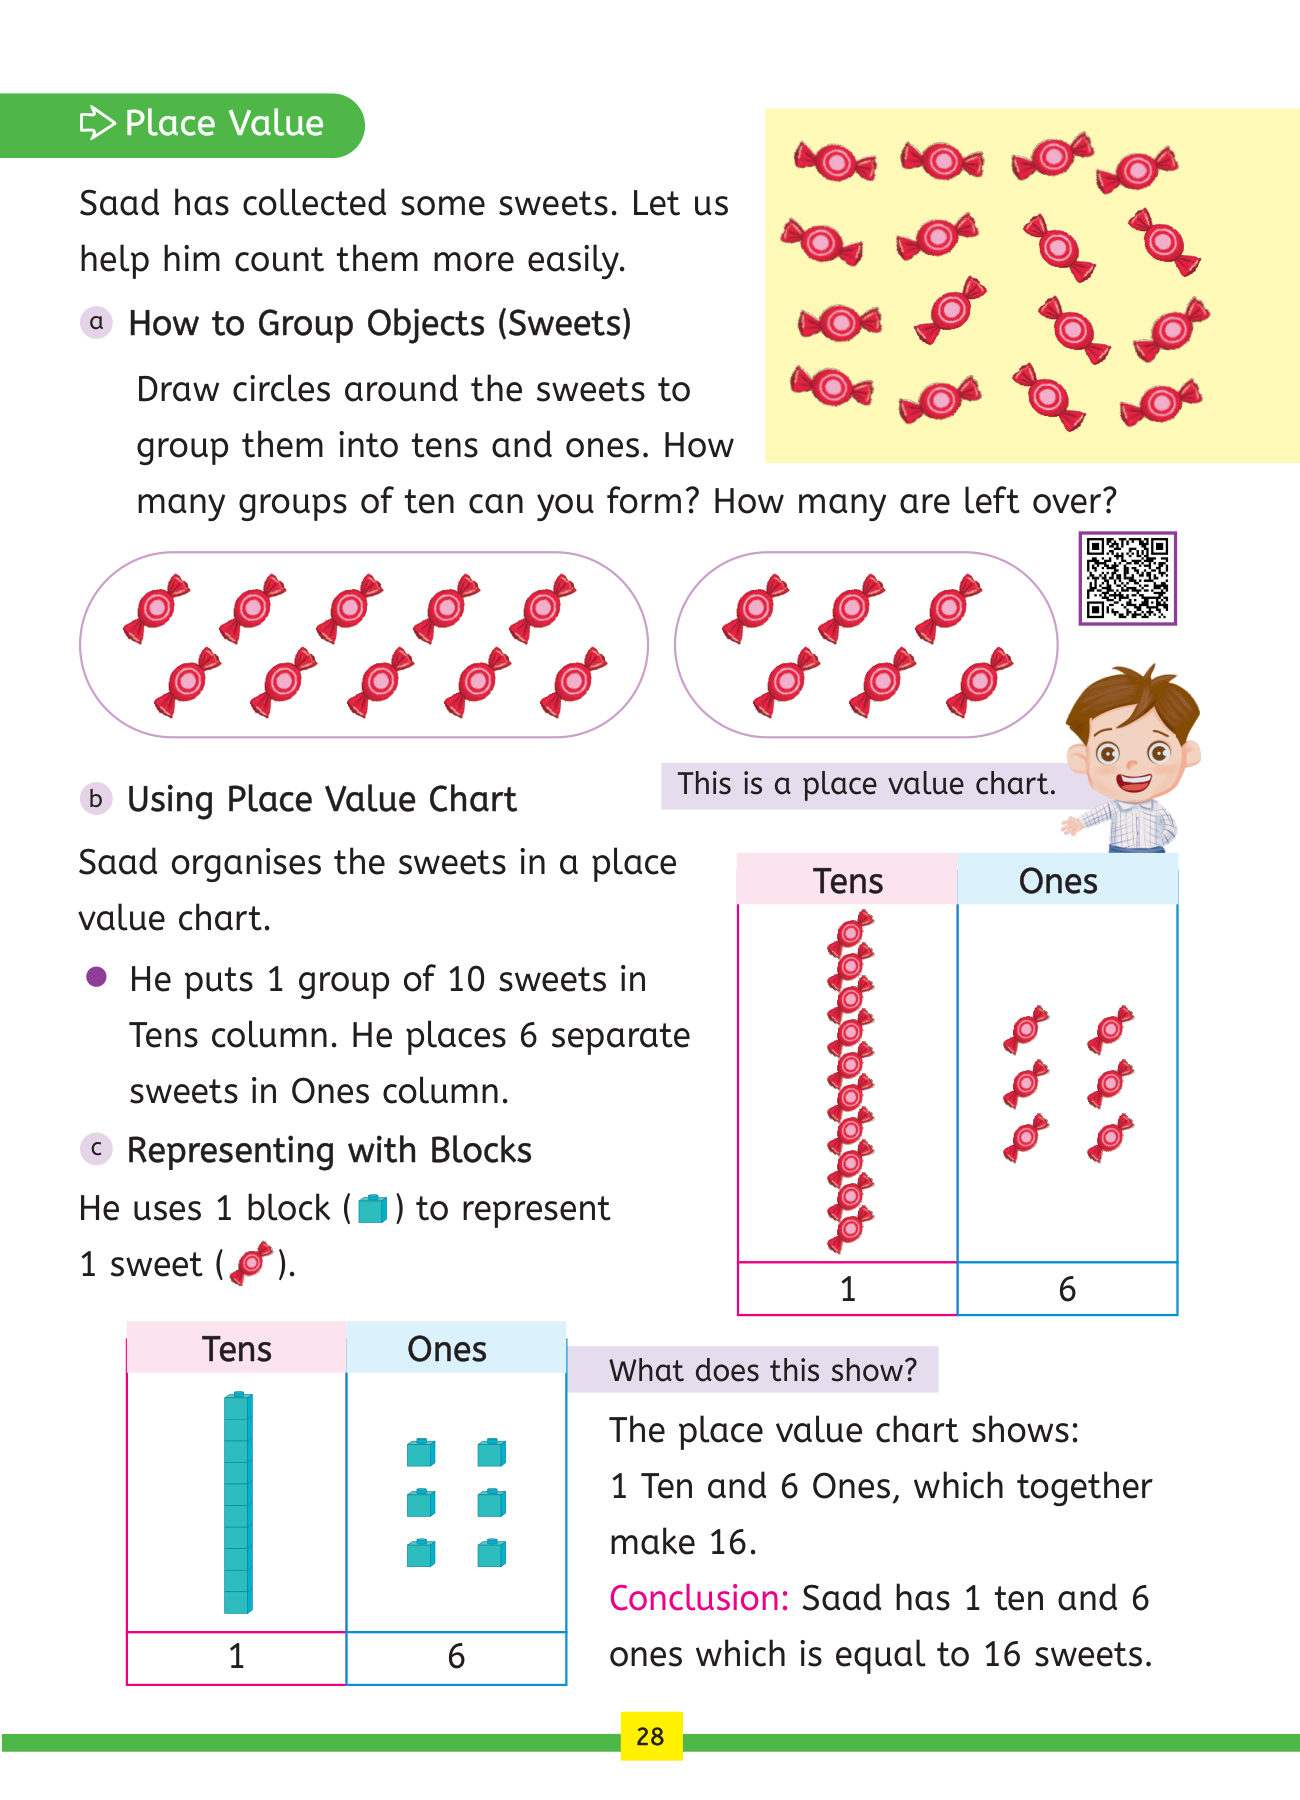 Place Value
Saad has collected some sweets. Let us
help him count them more easily.
a How to Group Objects (Sweets)
Draw circles around the sweets to
group them into tens and ones. How
many groups of ten can you form? How many are left over?
b Using Place Value Chart
This is a place value chart.
Saad organises the sweets in a place
value chart.
● He puts 1 group of 10 sweets in
Tens column. He places 6 separate
sweets in Ones column.
Tens Ones
1 6
c Representing with Blocks
He uses 1 block ( ) to represent
1 sweet ( ).
Tens Ones
1 6
What does this show?
The place value chart shows:
1 Ten and 6 Ones, which together
make 16.
Conclusion: Saad has 1 ten and 6
ones which is equal to 16 sweets.
28